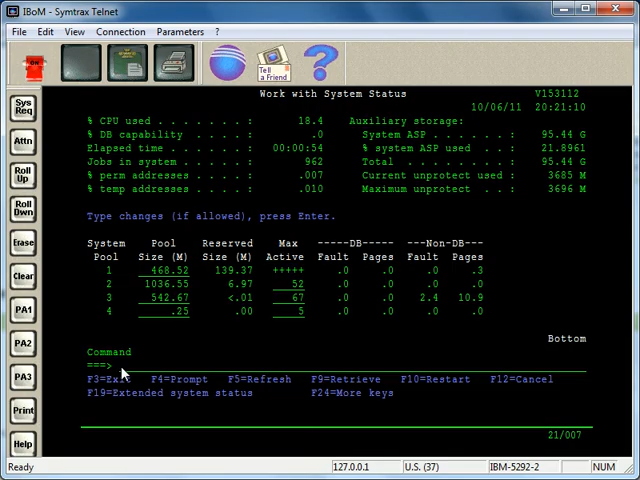 IBoM - Symtrax Telnet
File Edit View Connection Parameters ?
ON
Tell a Friend
?
Work with System Status V153112
10/06/11 20:21:10
% CPU used . . . . . . . : 18.4 Auxiliary storage:
% DB capability . . . . : .0 System ASP . . . . . . : 95.44 G
Elapsed time . . . . . . : 00:00:54 % system ASP used : 21.8961
Jobs in system . . . . . : 962 Total . . . . . . . . : 95.44 G
% perm addresses . . . . : .007 Current unprotect used : 3685 M
% temp addresses . . . . : .010 Maximum unprotect . . : 3696 M
Type changes (if allowed), press Enter.
System Pool Reserved Max -----DB----- ---Non-DB---
Pool Size (M) Size (M) Active Fault Pages Fault Pages
1 468.52 139.37 +++++ .0 .0 .0 .3
2 1036.55 6.97 52 .0 .0 .0 .0
3 542.67 <.01 67 .0 .0 2.4 10.9
4 .25 .00 5 .0 .0 .0 .0
Bottom
Command
===>
F3=Exit F4=Prompt F5=Refresh F9=Retrieve F10=Restart F12=Cancel
F19=Extended system status F24=More keys
21/007
Sys Req
Attn
Roll Up
Roll Dwn
Erase
Clear
PA1
PA2
PA3
Print
Help
Ready 127.0.0.1 U.S. (37) IBM-5292-2 NUM